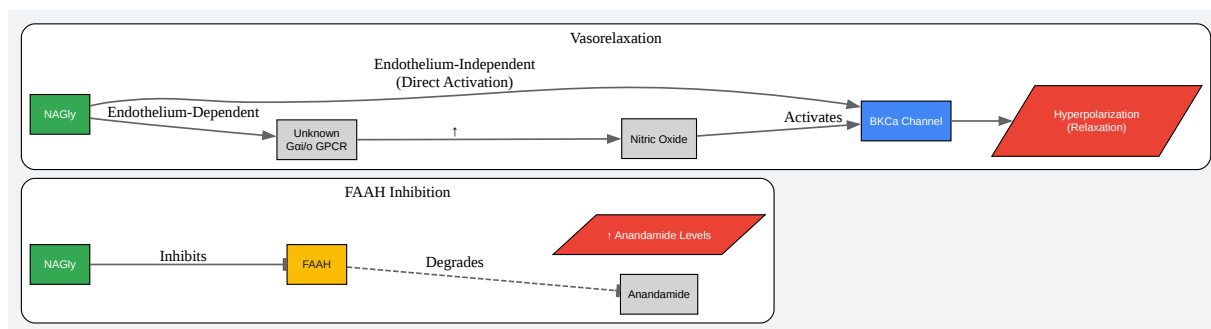 Vasorelaxation
Endothelium-Independent
(Direct Activation)
NAGly
Endothelium-Dependent
Unknown
Gαi/o GPCR
↑
Nitric Oxide
Activates
BKCa Channel
Hyperpolarization
(Relaxation)
FAAH Inhibition
NAGly
Inhibits
FAAH
Degrades
↑ Anandamide Levels
Anandamide